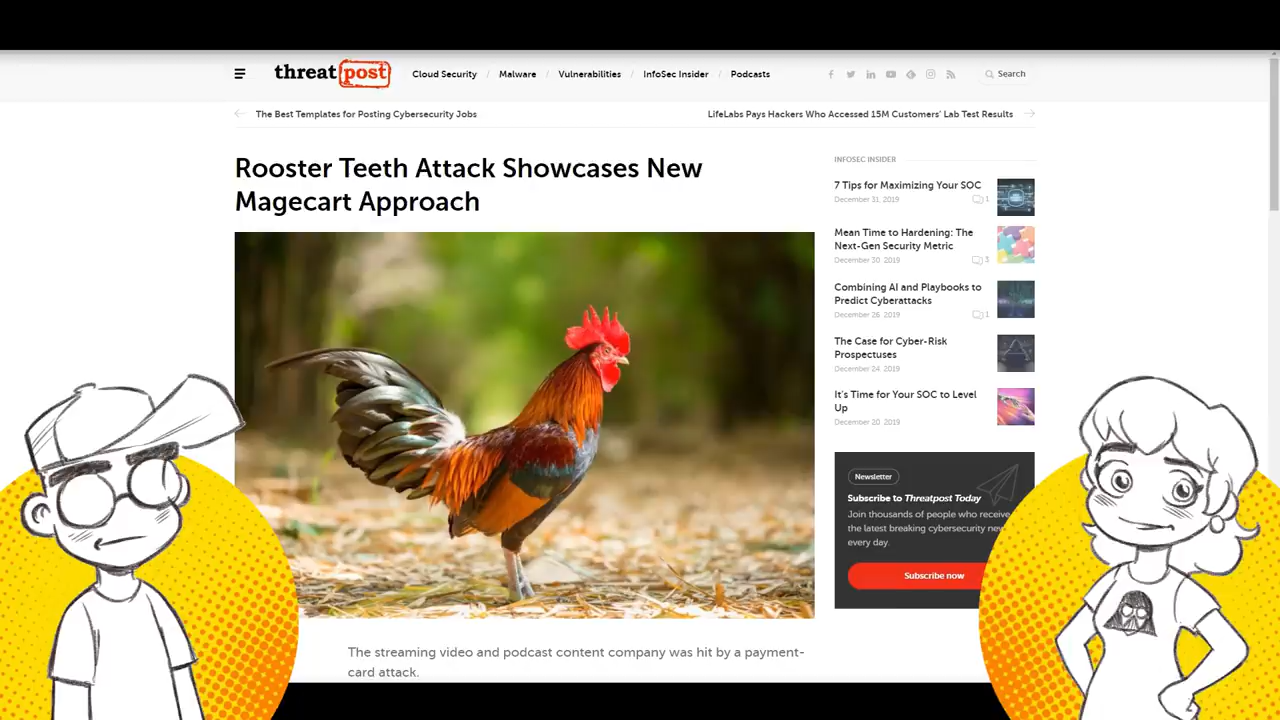 threatpost
Cloud Security / Malware / Vulnerabilities / InfoSec Insider / Podcasts
Search
The Best Templates for Posting Cybersecurity Jobs
LifeLabs Pays Hackers Who Accessed 15M Customers' Lab Test Results
Rooster Teeth Attack Showcases New
Magecart Approach
The streaming video and podcast content company was hit by a payment-
card attack.
INFOSEC INSIDER
7 Tips for Maximizing Your SOC
December 31, 2019
1
Mean Time to Hardening: The
Next-Gen Security Metric
December 30, 2019
3
Combining AI and Playbooks to
Predict Cyberattacks
December 26, 2019
1
The Case for Cyber-Risk
Prospectuses
December 24, 2019
It's Time for Your SOC to Level
Up
December 20, 2019
Newsletter
Subscribe to Threatpost Today
Join thousands of people who receive
the latest breaking cybersecurity new
every day.
Subscribe now